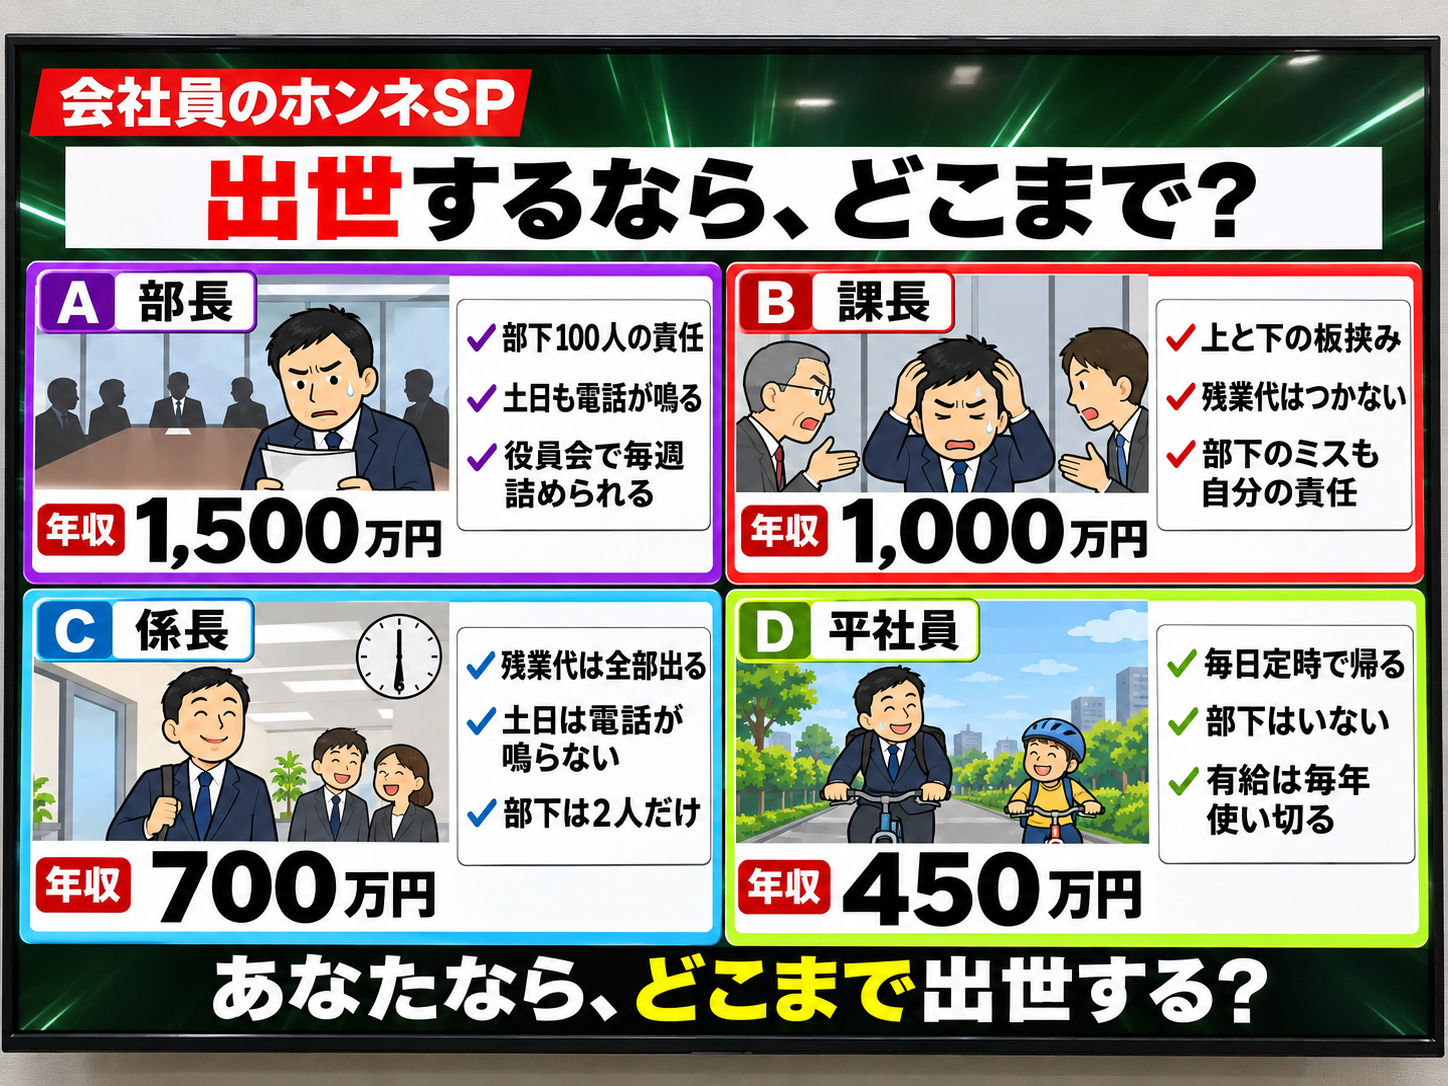 会社員のホンネSP
出世するなら、どこまで?
A 部長
部下100人の責任
土日も電話が鳴る
役員会で毎週
詰められる
年収 1,500万円
B 課長
上と下の板挟み
残業代はつかない
部下のミスも
自分の責任
年収 1,000万円
C 係長
残業代は全部出る
土日は電話が
鳴らない
部下は2人だけ
年収 700万円
D 平社員
毎日定時で帰る
部下はいない
有給は毎年
使い切る
年収 450万円
あなたなら、どこまで出世する?